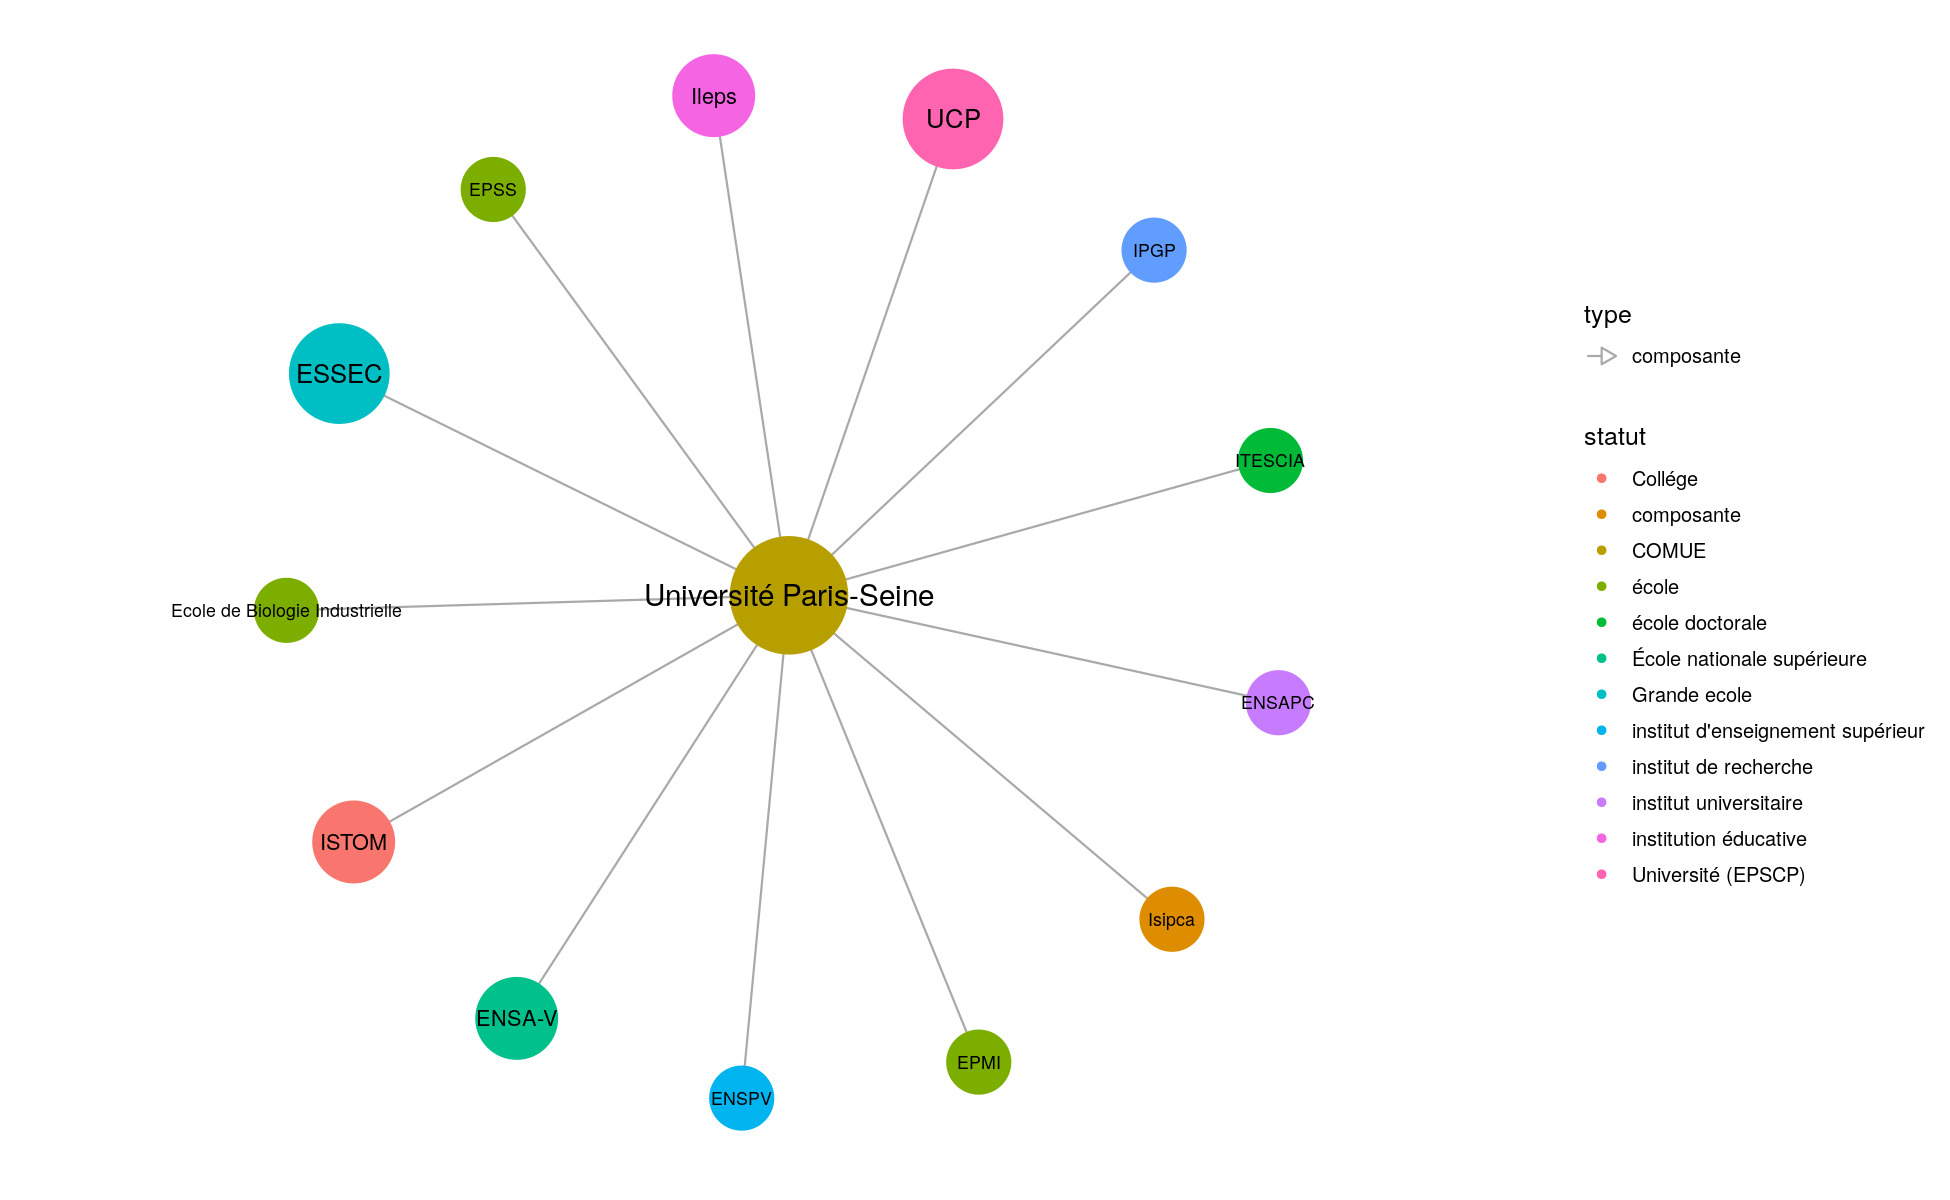 Ileps
UCP
EPSS
IPGP
ESSEC
ITESCIA
Université Paris-Seine
Ecole de Biologie Industrielle
ENSAPC
ISTOM
Isipca
ENSA-V
EPMI
ENSPV
type
composante
statut
Collége
composante
COMUE
école
école doctorale
École nationale supérieure
Grande ecole
institut d'enseignement supérieur
institut de recherche
institut universitaire
institution éducative
Université (EPSCP)